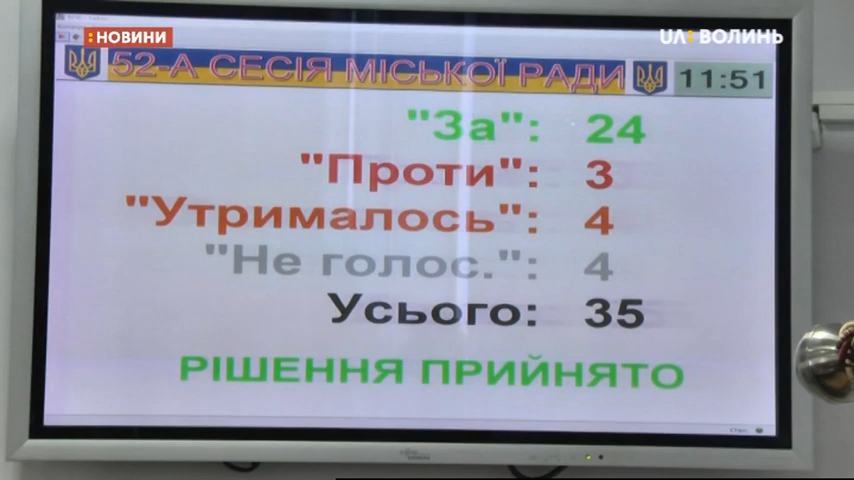 НОВИНИ
UA: ВОЛИНЬ
52-А СЕСІЯ МІСЬКОЇ РАДИ 11:51
"За": 24
"Проти": 3
"Утрималось": 4
"Не голос.": 4
Усього: 35
РІШЕННЯ ПРИЙНЯТО